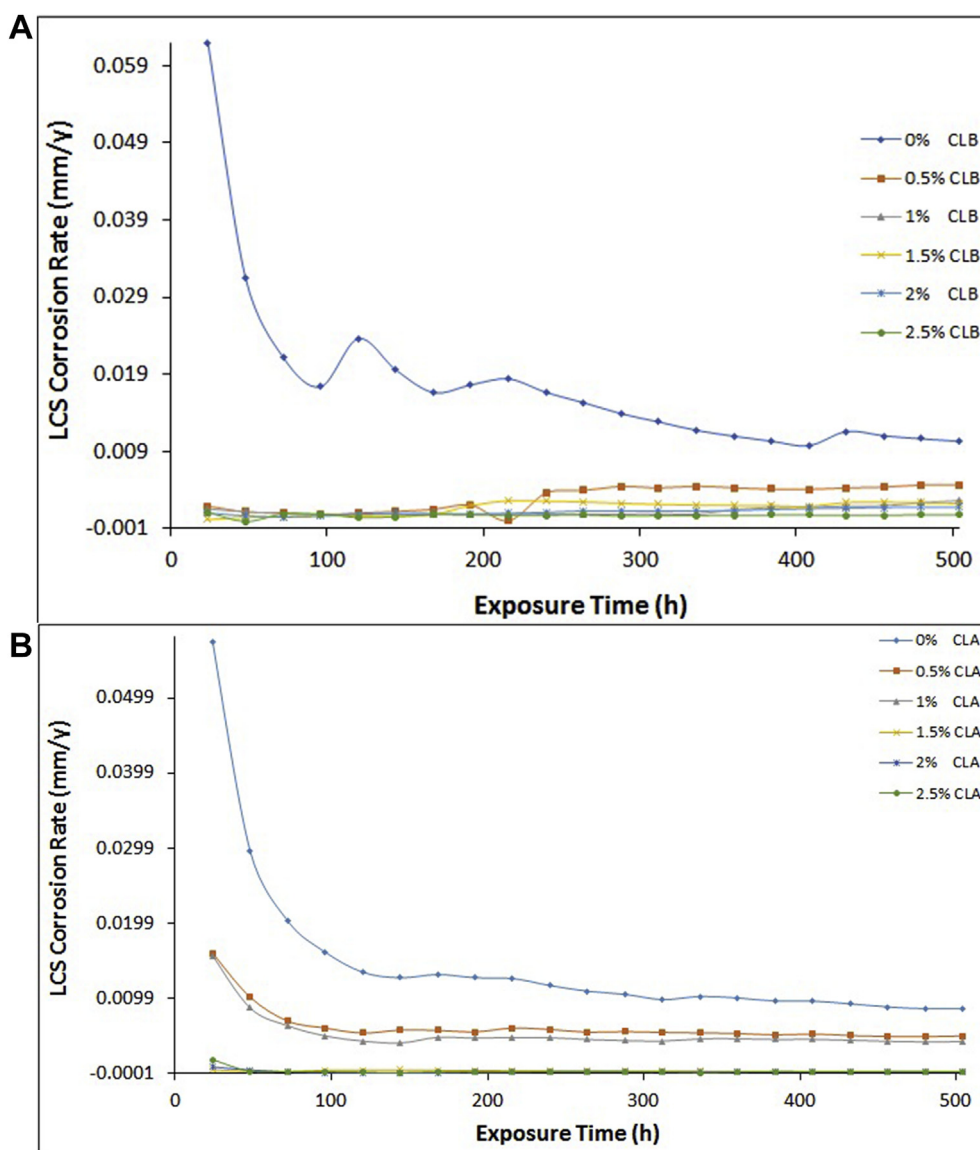 A
LCS Corrosion Rate (mm/y)
0.059
0.049
0.039
0.029
0.019
0.009
-0.001
0 100 200 300 400 500
Exposure Time (h)
0% CLB
0.5% CLB
1% CLB
1.5% CLB
2% CLB
2.5% CLB
B
LCS Corrosion Rate (mm/y)
0.0499
0.0399
0.0299
0.0199
0.0099
-0.0001
0 100 200 300 400 500
Exposure Time (h)
0% CLA
0.5% CLA
1% CLA
1.5% CLA
2% CLA
2.5% CLA